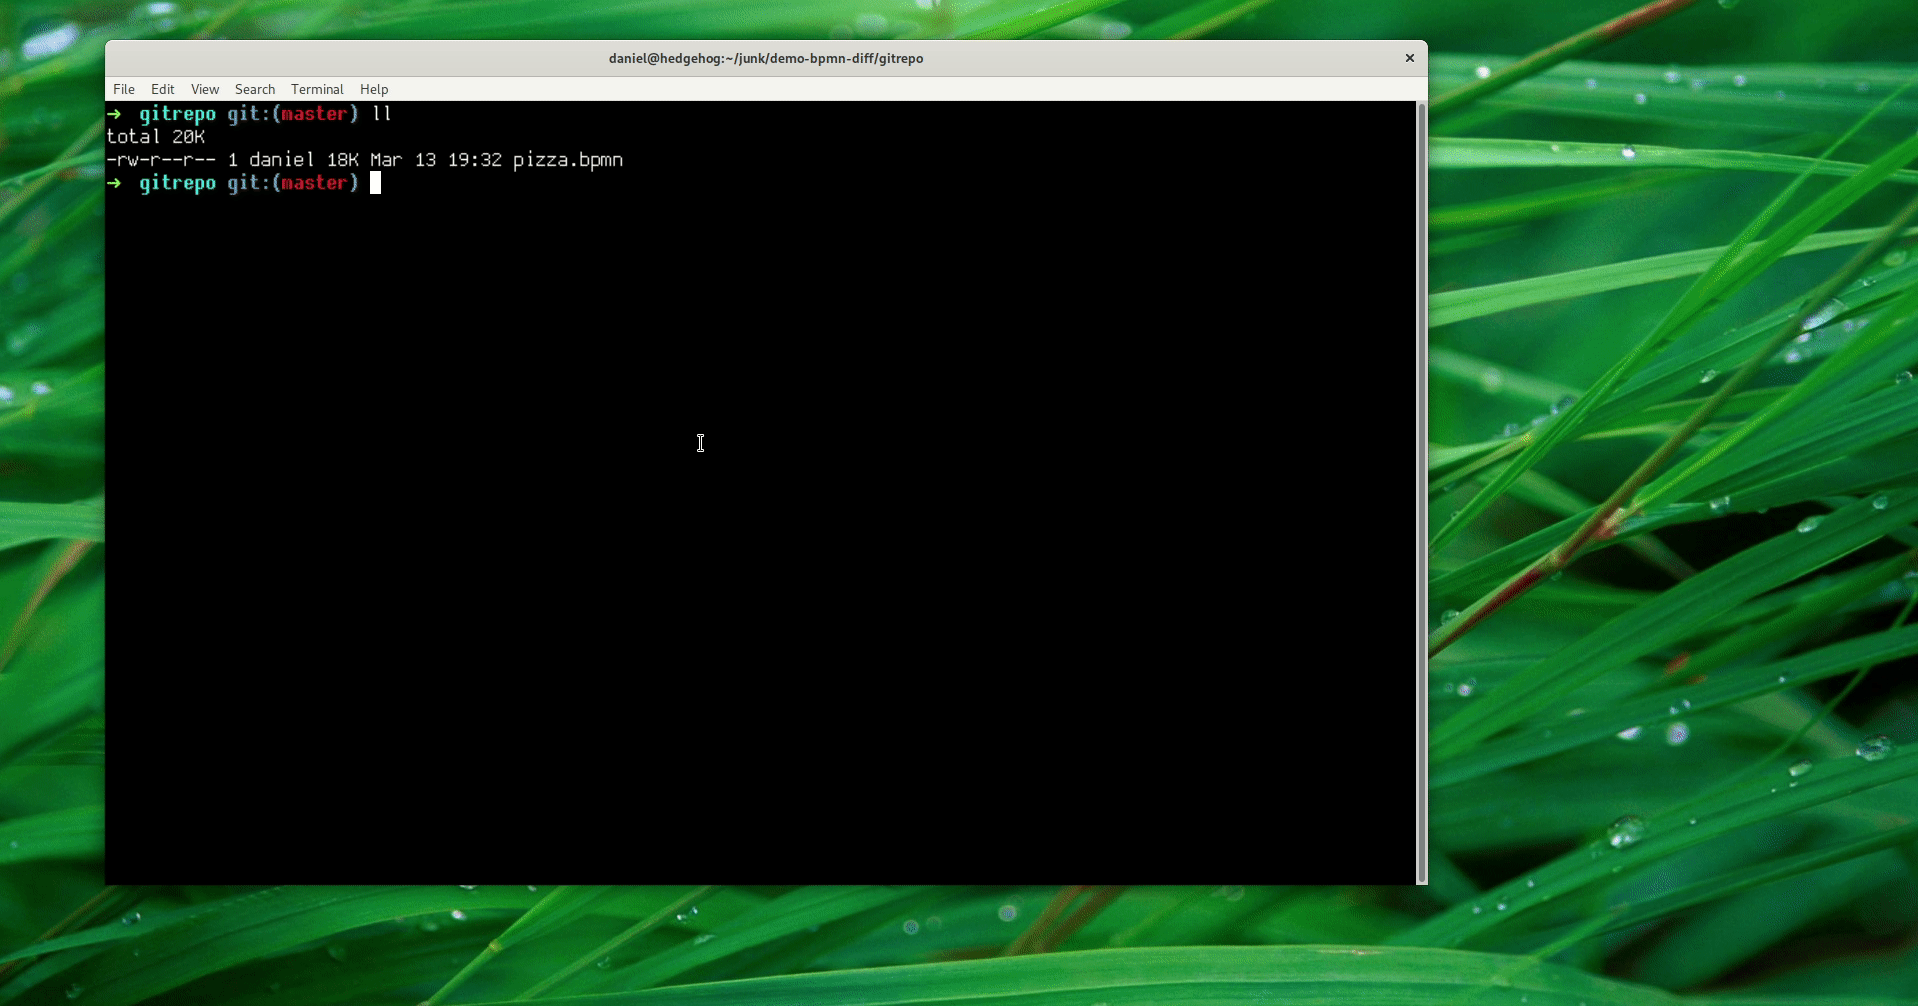 daniel@hedgehog:~/junk/demo-bpmn-diff/gitrepo ×
File Edit View Search Terminal Help
→ gitrepo git:(master) ll
total 20K
-rw-r--r-- 1 daniel 18K Mar 13 19:32 pizza.bpmn
→ gitrepo git:(master)